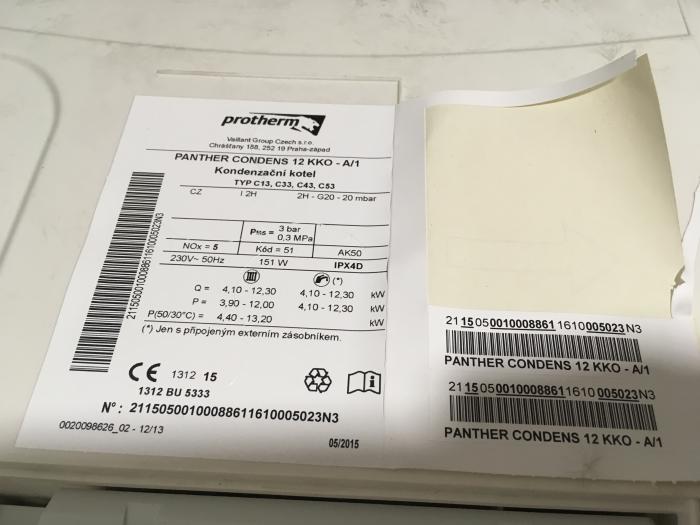 protherm
Vaillant Group Czech s.r.o.
Chrášťany 188, 252 19 Praha-západ
PANTHER CONDENS 12 KKO - A/1
Kondenzační kotel
TYP C13, C33, C43, C53
CZ I 2H 2H - G20 - 20 mbar
PMS = 3 bar
0,3 MPa
NOx = 5 Kód = 51 AK50
230V~ 50Hz 151 W IPX4D
(*)
Q = 4,10 - 12,30 4,10 - 12,30 kW
P = 3,90 - 12,00 4,10 - 12,30 kW
P(50/30°C) = 4,40 - 13,20 kW
(*) Jen s připojeným externím zásobníkem.
CE 1312 15
1312 BU 5333
N° : 21150500100088611610005023N3
0020098626_02 - 12/13
05/2015
21150500100088611610005023N3
21150500100088611610005023N3
PANTHER CONDENS 12 KKO - A/1
21150500100088611610005023N3
PANTHER CONDENS 12 KKO - A/1